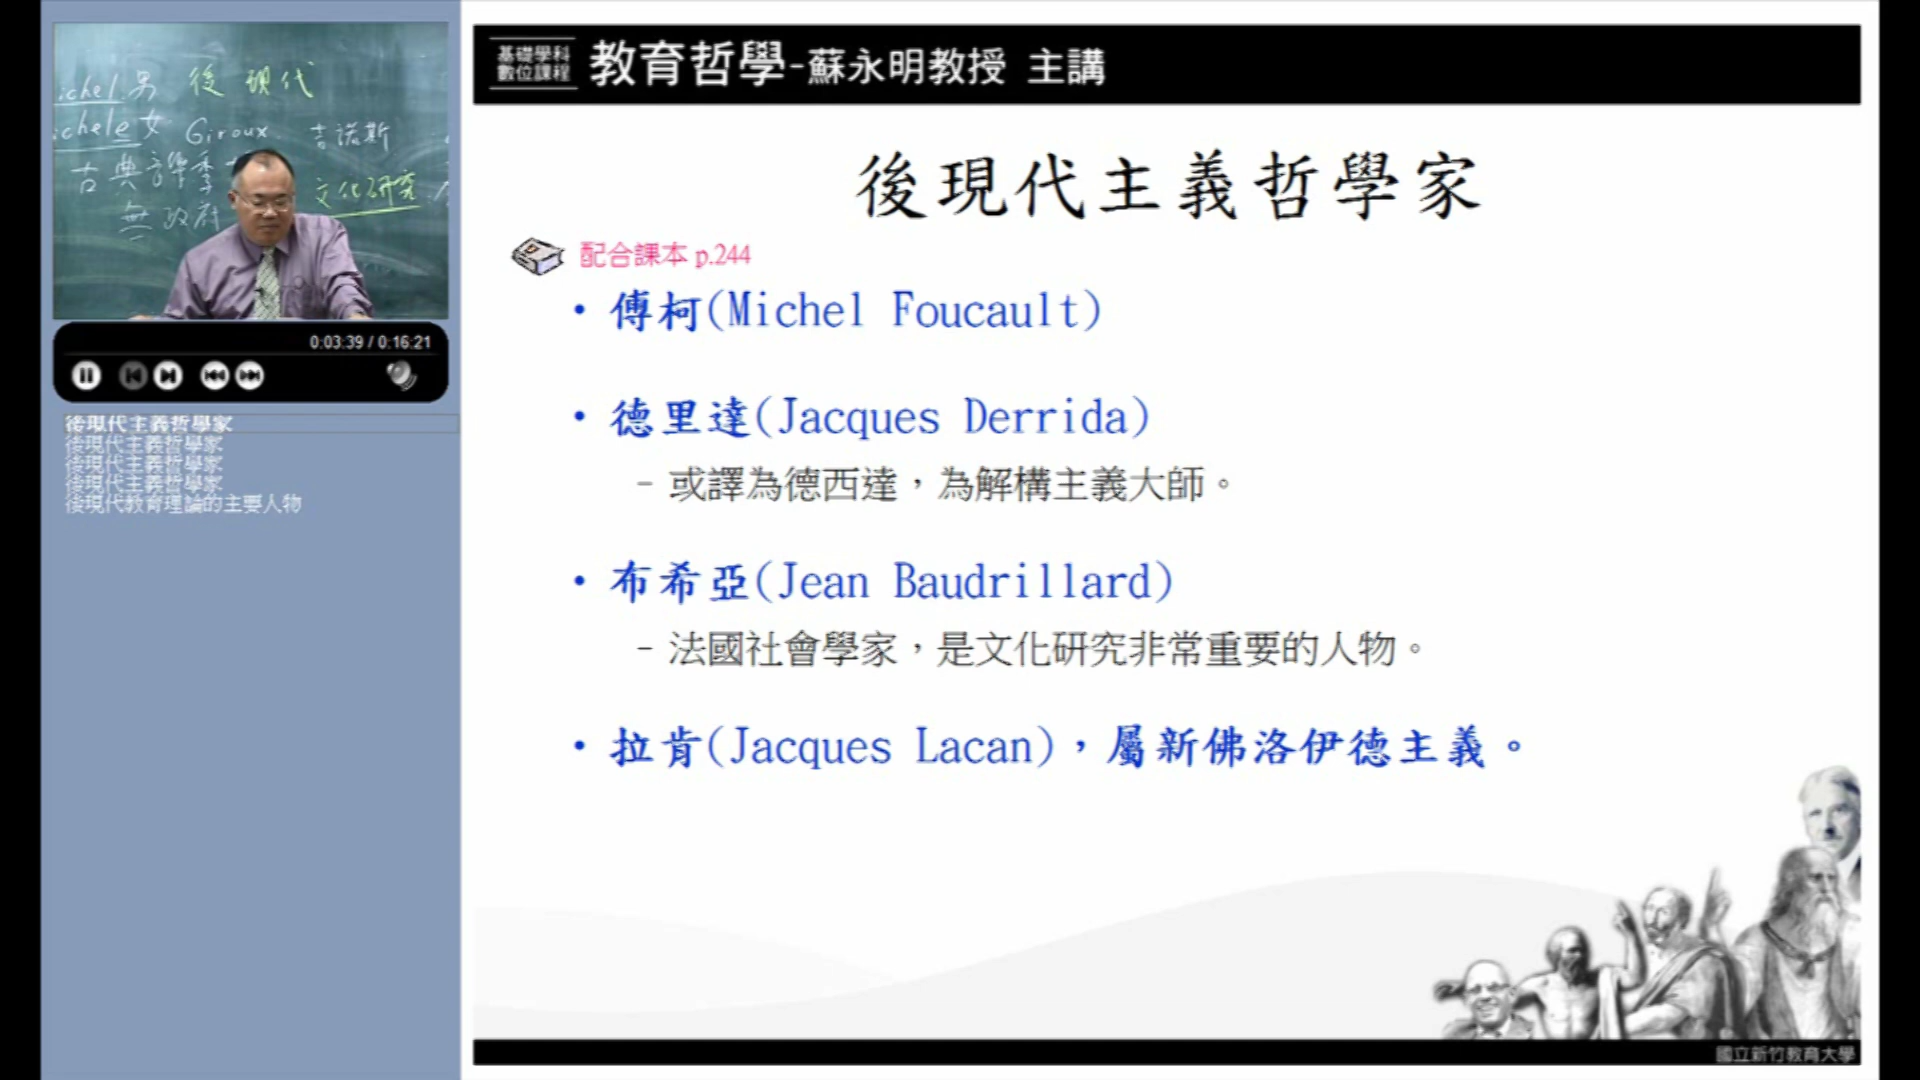 ichel 男 後現代
ichele 女 Giroux 吉諾斯
古典
文化研究
無政府
0:03:39 / 0:16:21
後現代主義哲學家
後現代主義哲學家
後現代主義哲學家
後現代主義哲學家
後現代教育理論的主要人物
基礎學科
數位課程
教育哲學-蘇永明教授 主講
後現代主義哲學家
配合課本 p.244
• 傅柯(Michel Foucault)
• 德里達(Jacques Derrida)
- 或譯為德西達，為解構主義大師。
• 布希亞(Jean Baudrillard)
- 法國社會學家，是文化研究非常重要的人物。
• 拉肯(Jacques Lacan)，屬新佛洛伊德主義。
國立新竹教育大學